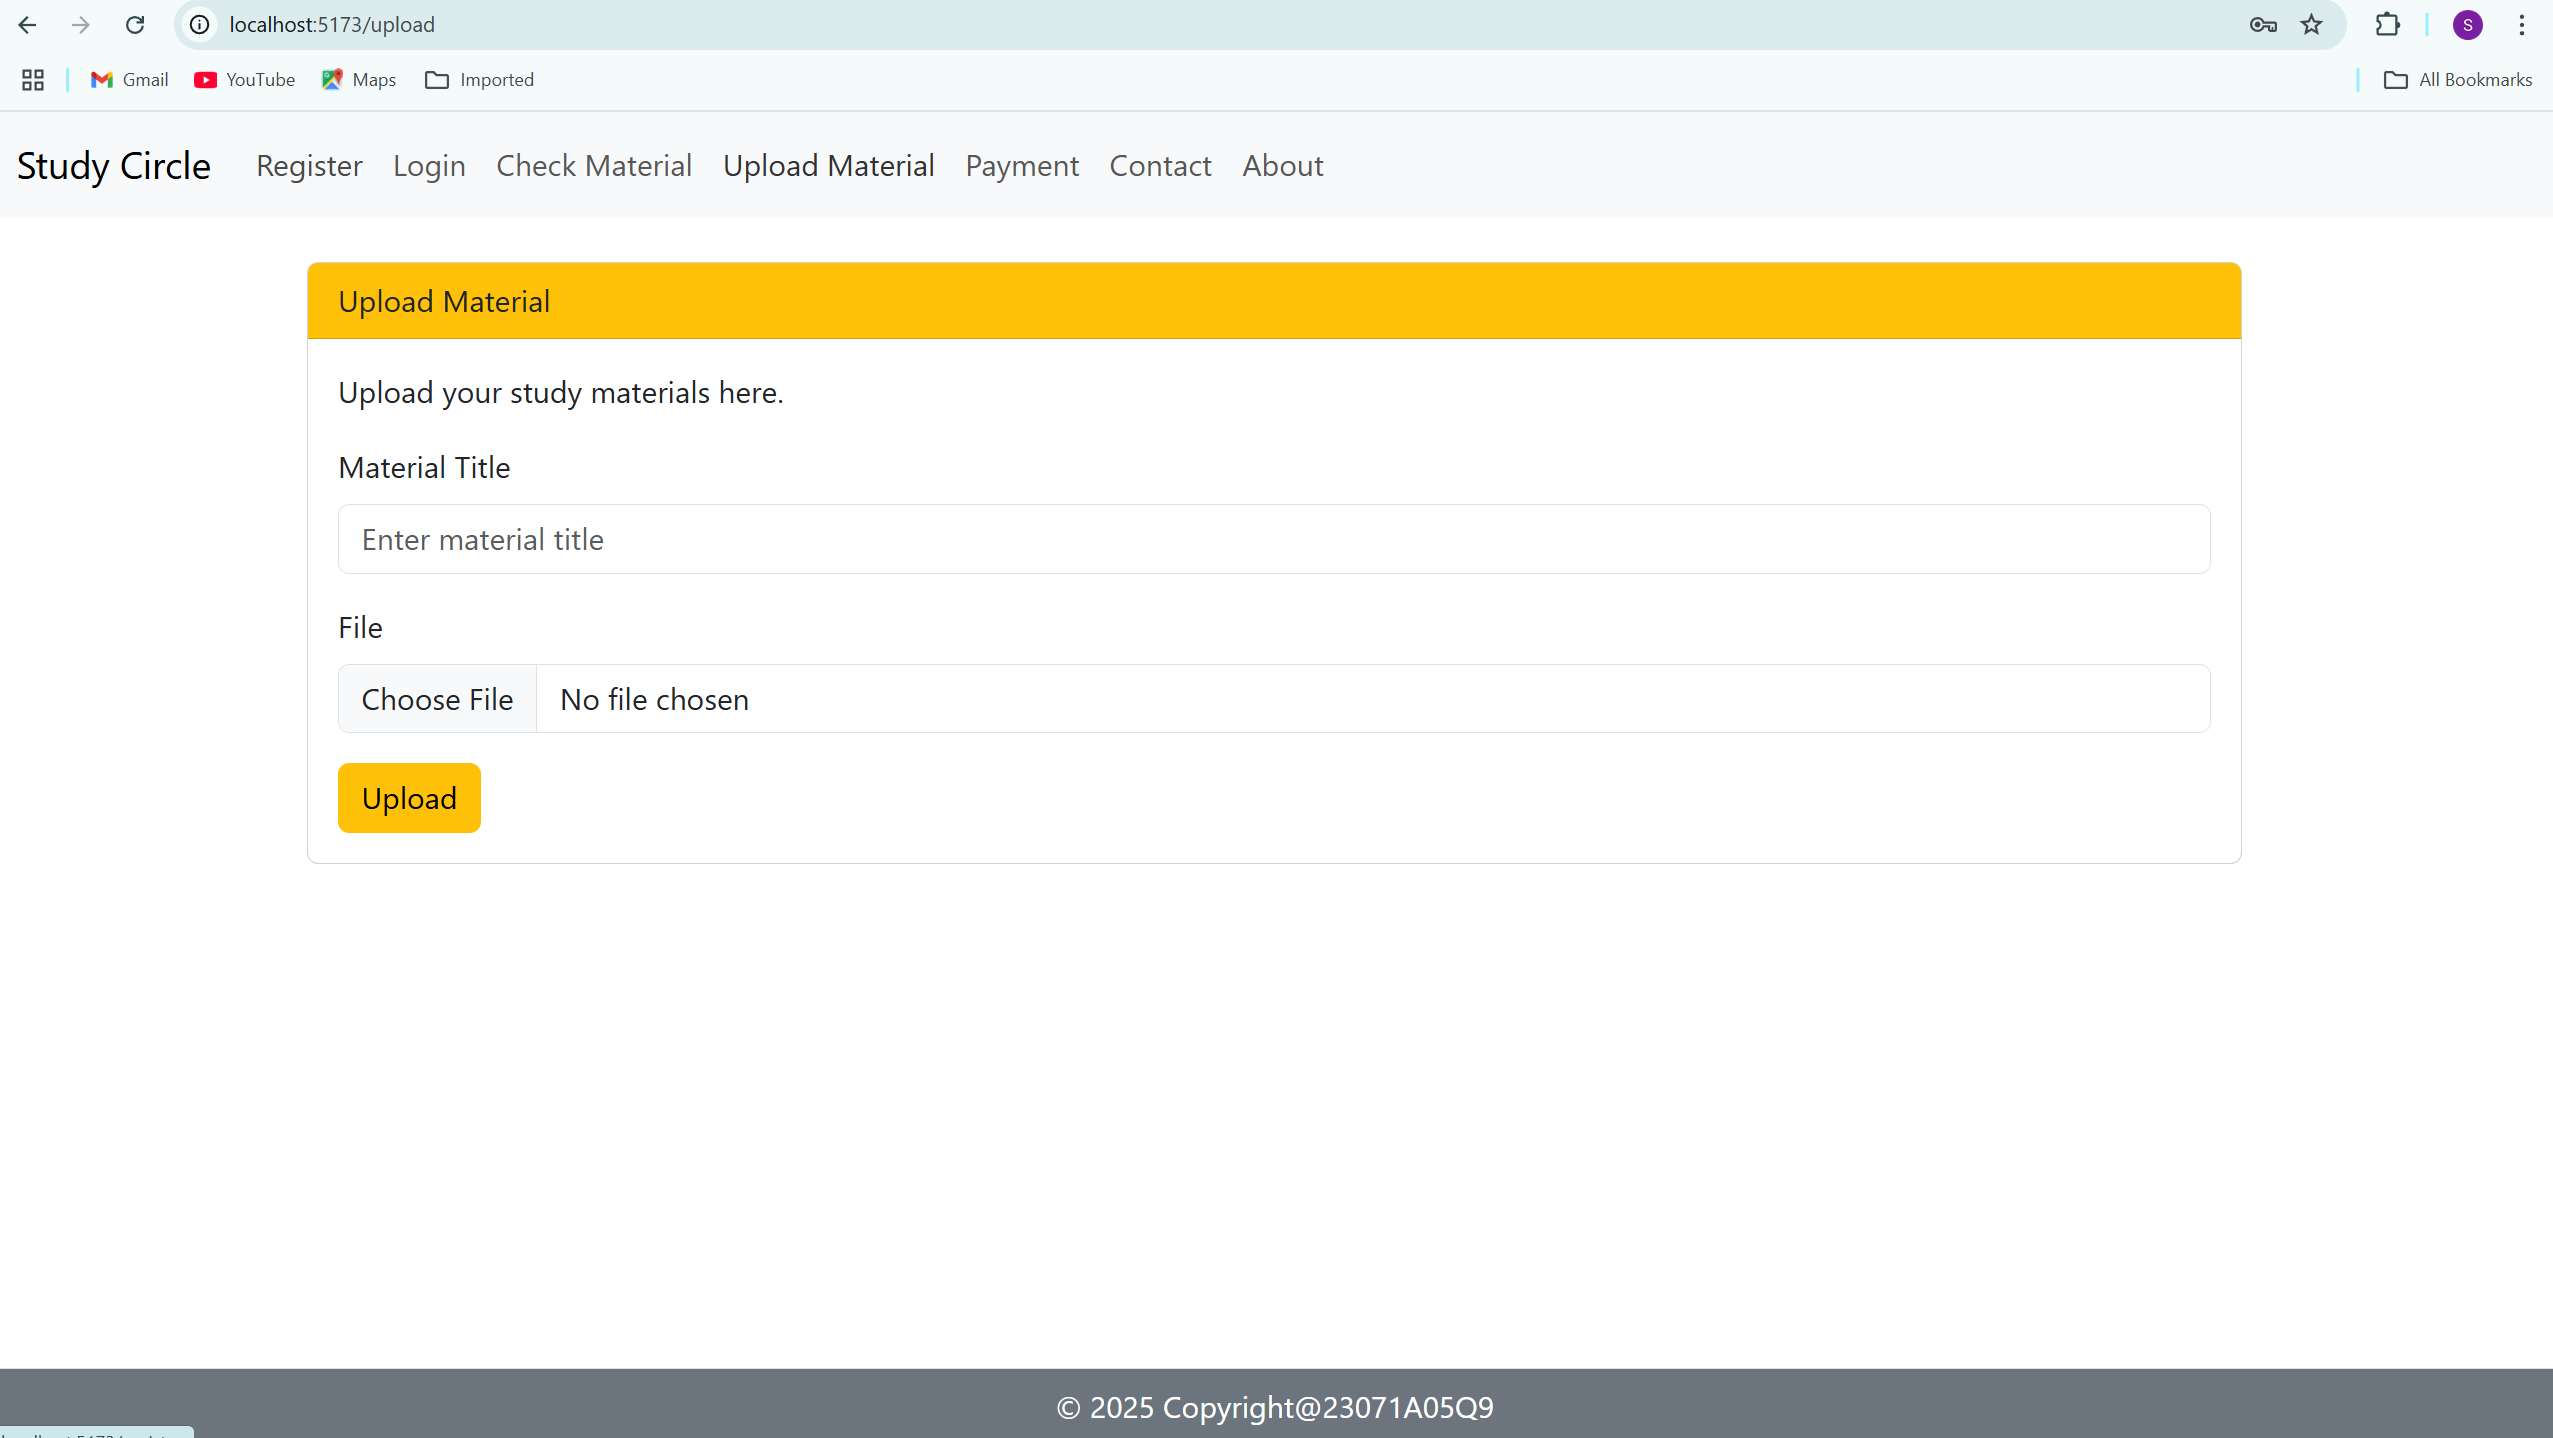 localhost:5173/upload
S
Gmail YouTube Maps Imported All Bookmarks
Study Circle Register Login Check Material Upload Material Payment Contact About
Upload Material
Upload your study materials here.
Material Title
Enter material title
File
Choose File No file chosen
Upload
© 2025 Copyright@23071A05Q9